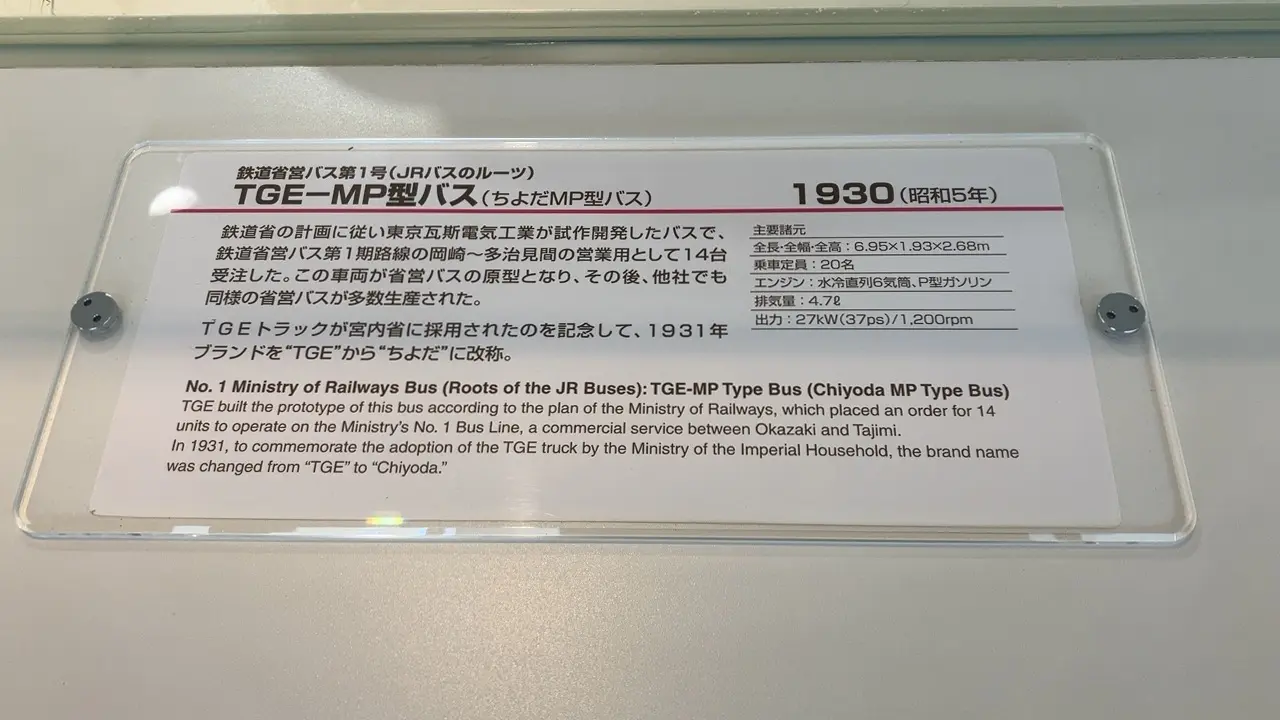 鉄道省営バス第1号(JRバスのルーツ)
TGE−MP型バス(ちよだMP型バス)
1930(昭和5年)
鉄道省の計画に従い東京瓦斯電気工業が試作開発したバスで、
鉄道省営バス第1期路線の岡崎〜多治見間の営業用として14台
受注した。この車両が省営バスの原型となり、その後、他社でも
同様の省営バスが多数生産された。
TGEトラックが宮内省に採用されたのを記念して、1931年
ブランドを“TGE”から“ちよだ”に改称。
主要諸元
全長・全幅・全高：6.95×1.93×2.68m
乗車定員：20名
エンジン：水冷直列6気筒、P型ガソリン
排気量：4.7ℓ
出力：27kW(37ps)/1,200rpm
No. 1 Ministry of Railways Bus (Roots of the JR Buses): TGE-MP Type Bus (Chiyoda MP Type Bus)
TGE built the prototype of this bus according to the plan of the Ministry of Railways, which placed an order for 14
units to operate on the Ministry’s No. 1 Bus Line, a commercial service between Okazaki and Tajimi.
In 1931, to commemorate the adoption of the TGE truck by the Ministry of the Imperial Household, the brand name
was changed from “TGE” to “Chiyoda.”